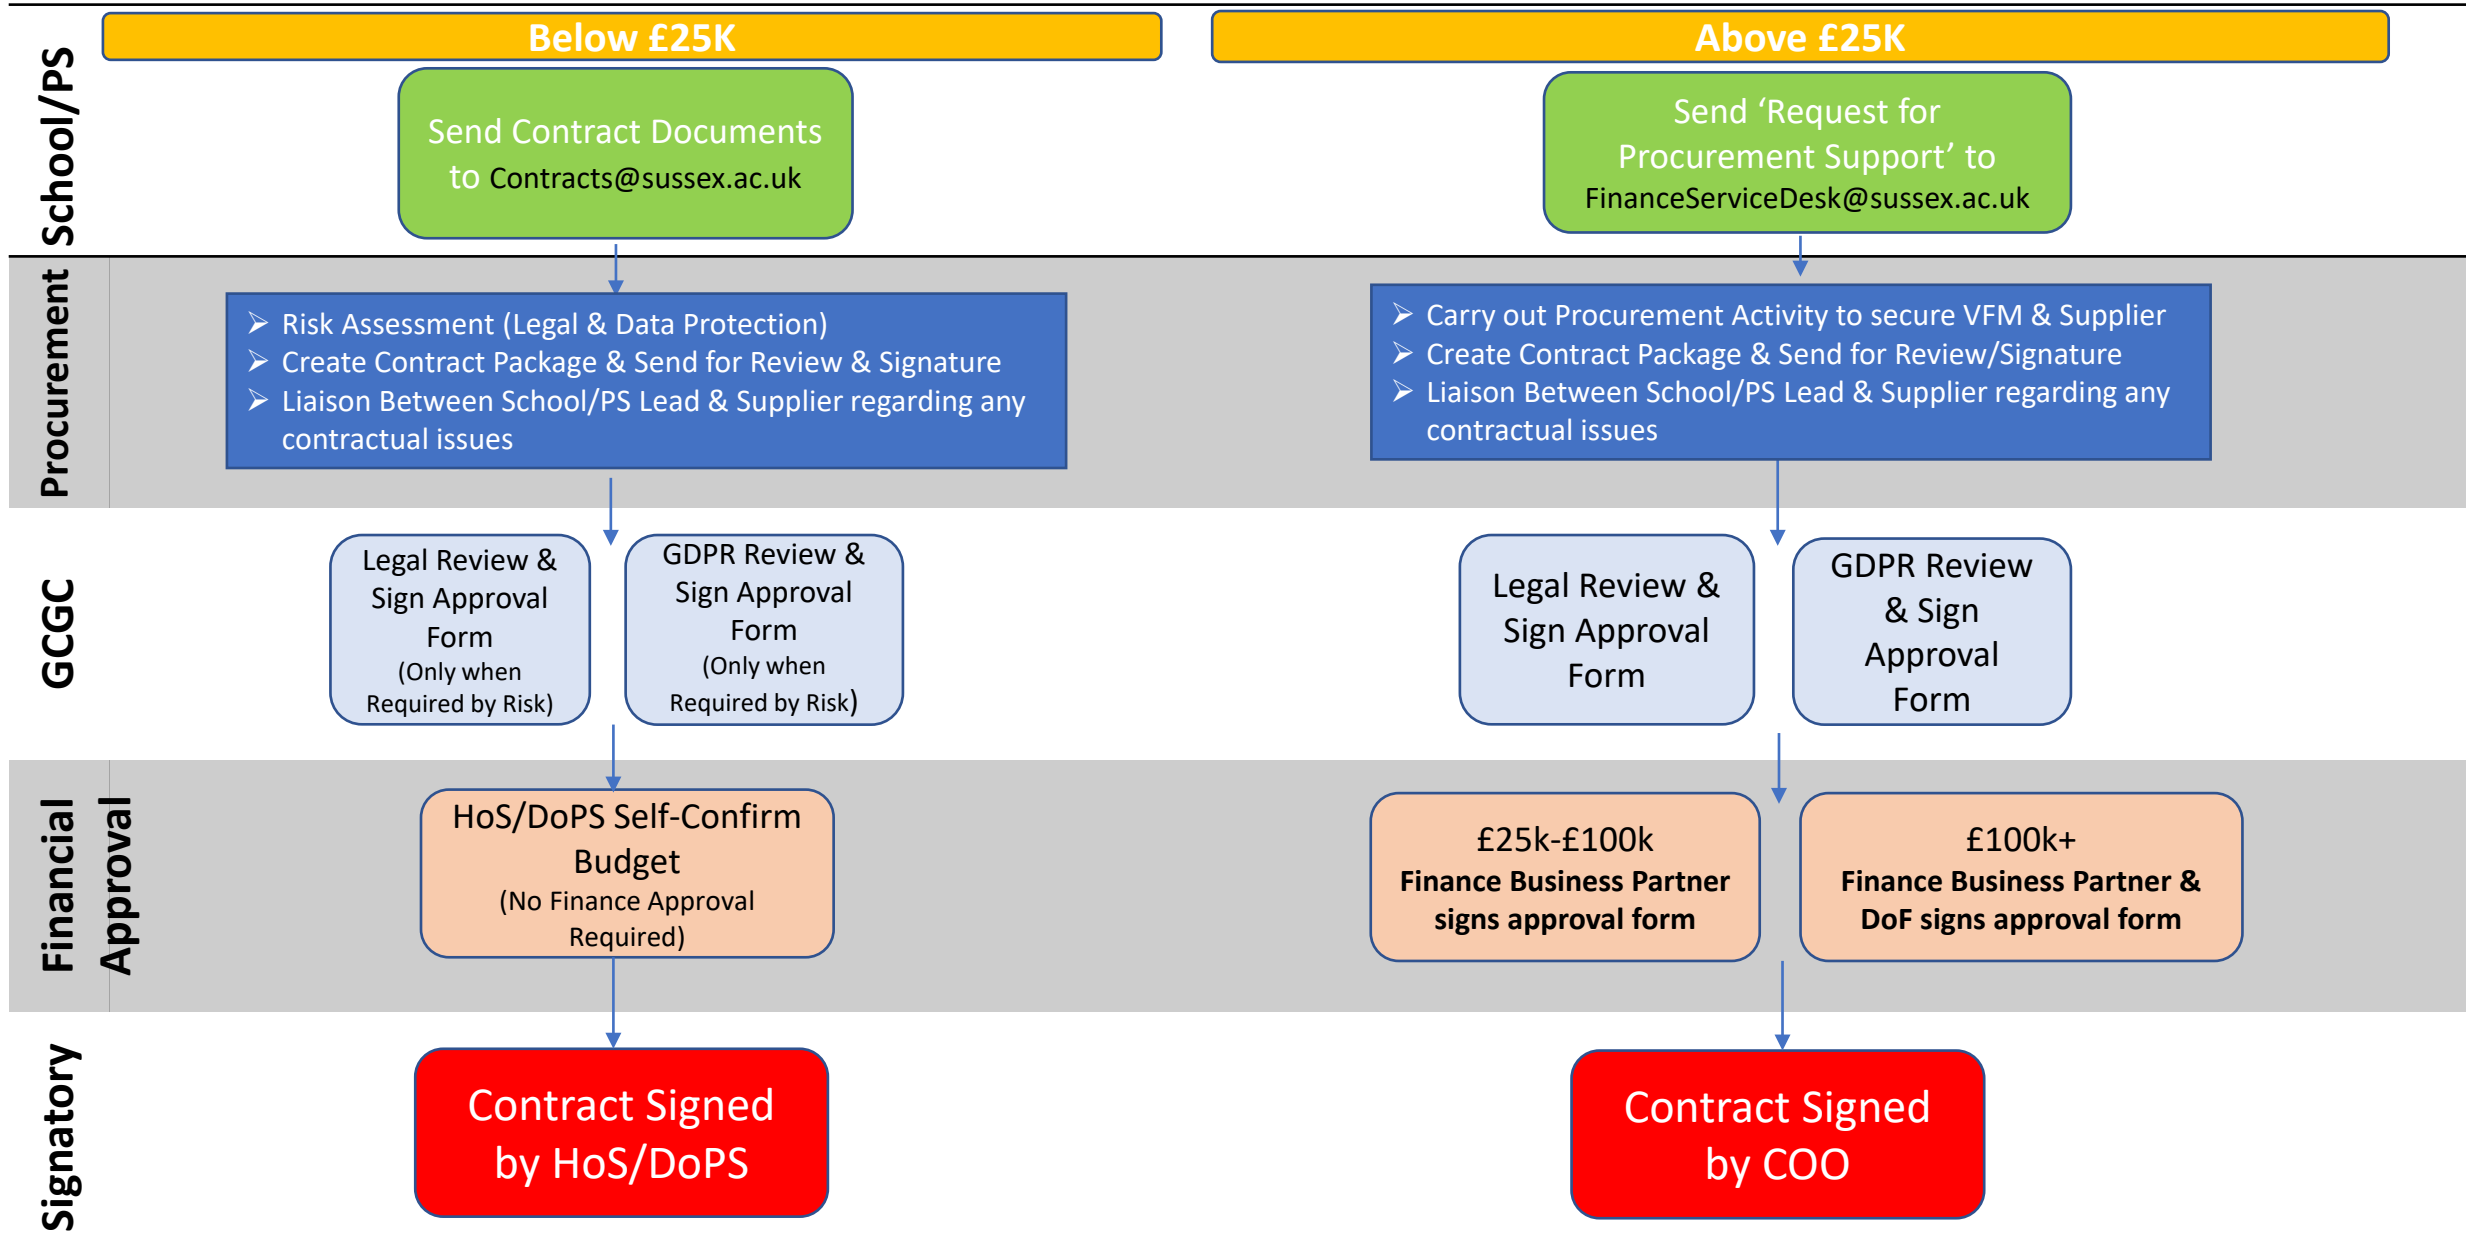 Below £25K
Above £25K
School/PS
Send Contract Documents
to Contracts@sussex.ac.uk
Send ‘Request for
Procurement Support’ to
FinanceServiceDesk@sussex.ac.uk
Procurement
➢ Risk Assessment (Legal & Data Protection)
➢ Create Contract Package & Send for Review & Signature
➢ Liaison Between School/PS Lead & Supplier regarding any
contractual issues
➢ Carry out Procurement Activity to secure VFM & Supplier
➢ Create Contract Package & Send for Review/Signature
➢ Liaison Between School/PS Lead & Supplier regarding any
contractual issues
GCGC
Legal Review &
Sign Approval
Form
(Only when
Required by Risk)
GDPR Review &
Sign Approval
Form
(Only when
Required by Risk)
Legal Review &
Sign Approval
Form
GDPR Review
& Sign
Approval
Form
Financial
Approval
HoS/DoPS Self-Confirm
Budget
(No Finance Approval
Required)
£25k-£100k
Finance Business Partner
signs approval form
£100k+
Finance Business Partner &
DoF signs approval form
Signatory
Contract Signed
by HoS/DoPS
Contract Signed
by COO